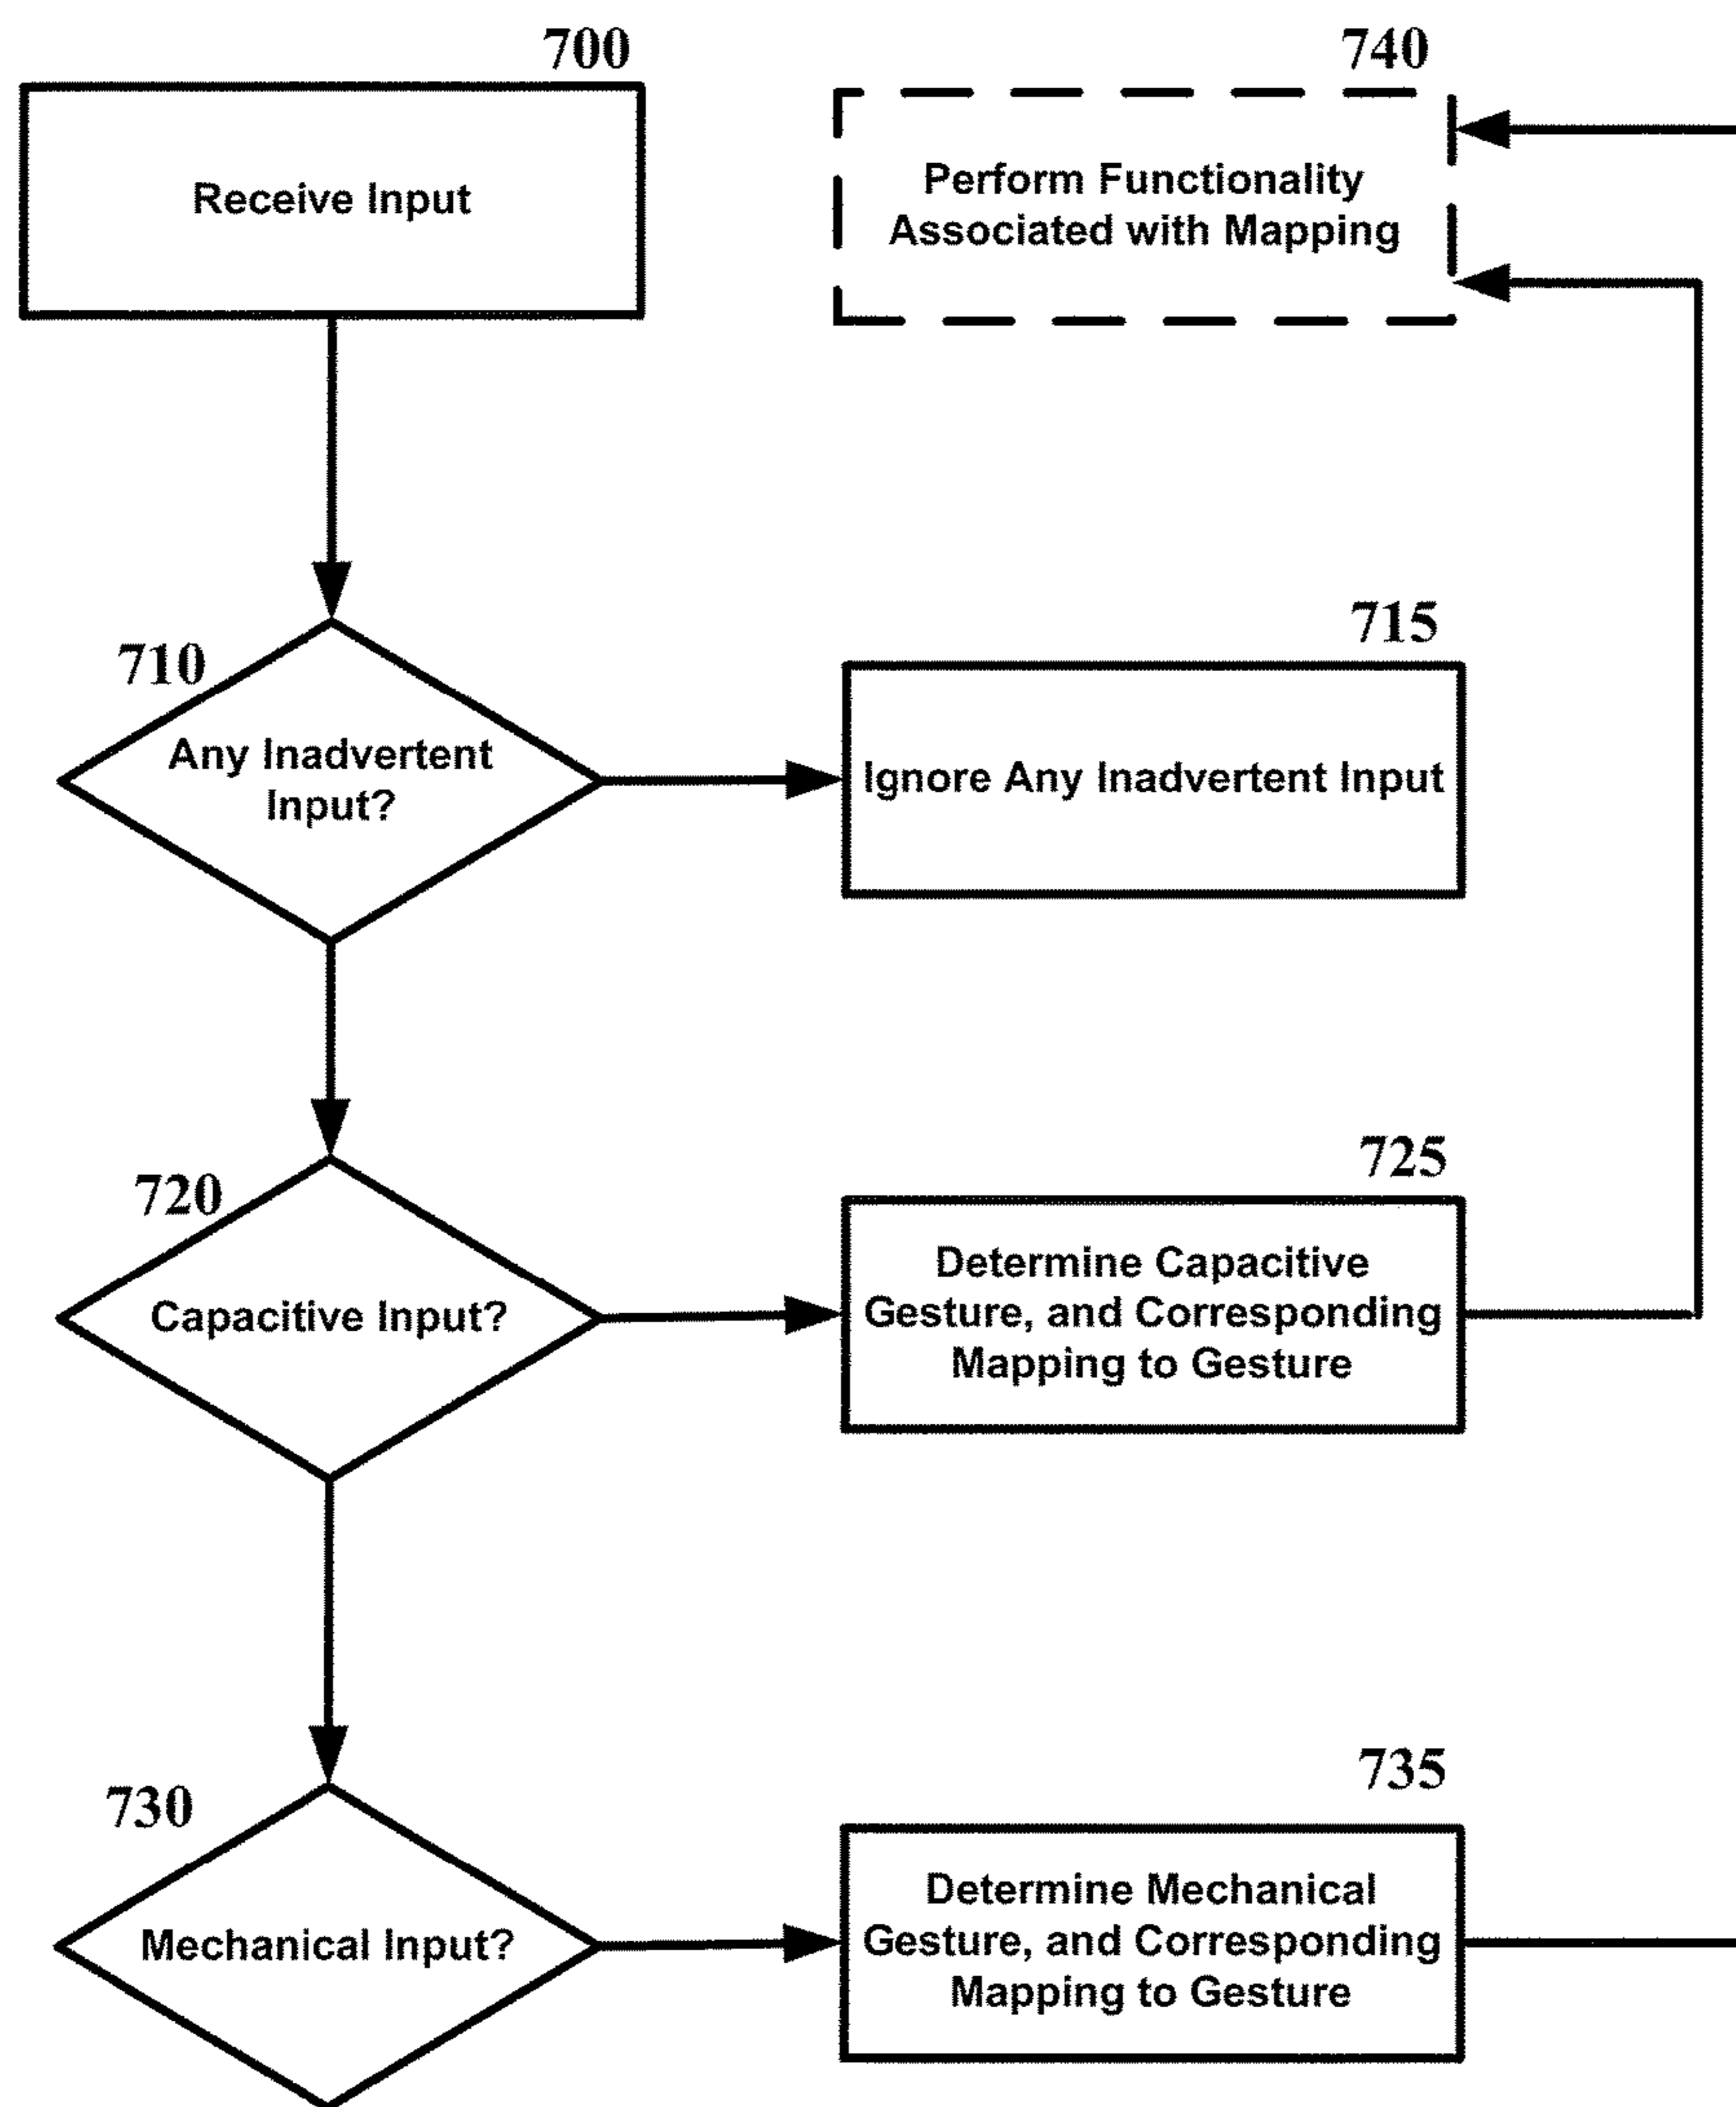 700
Receive Input
740
Perform Functionality
Associated with Mapping
710
Any Inadvertent
Input?
715
Ignore Any Inadvertent Input
720
Capacitive Input?
725
Determine Capacitive
Gesture, and Corresponding
Mapping to Gesture
730
Mechanical Input?
735
Determine Mechanical
Gesture, and Corresponding
Mapping to Gesture